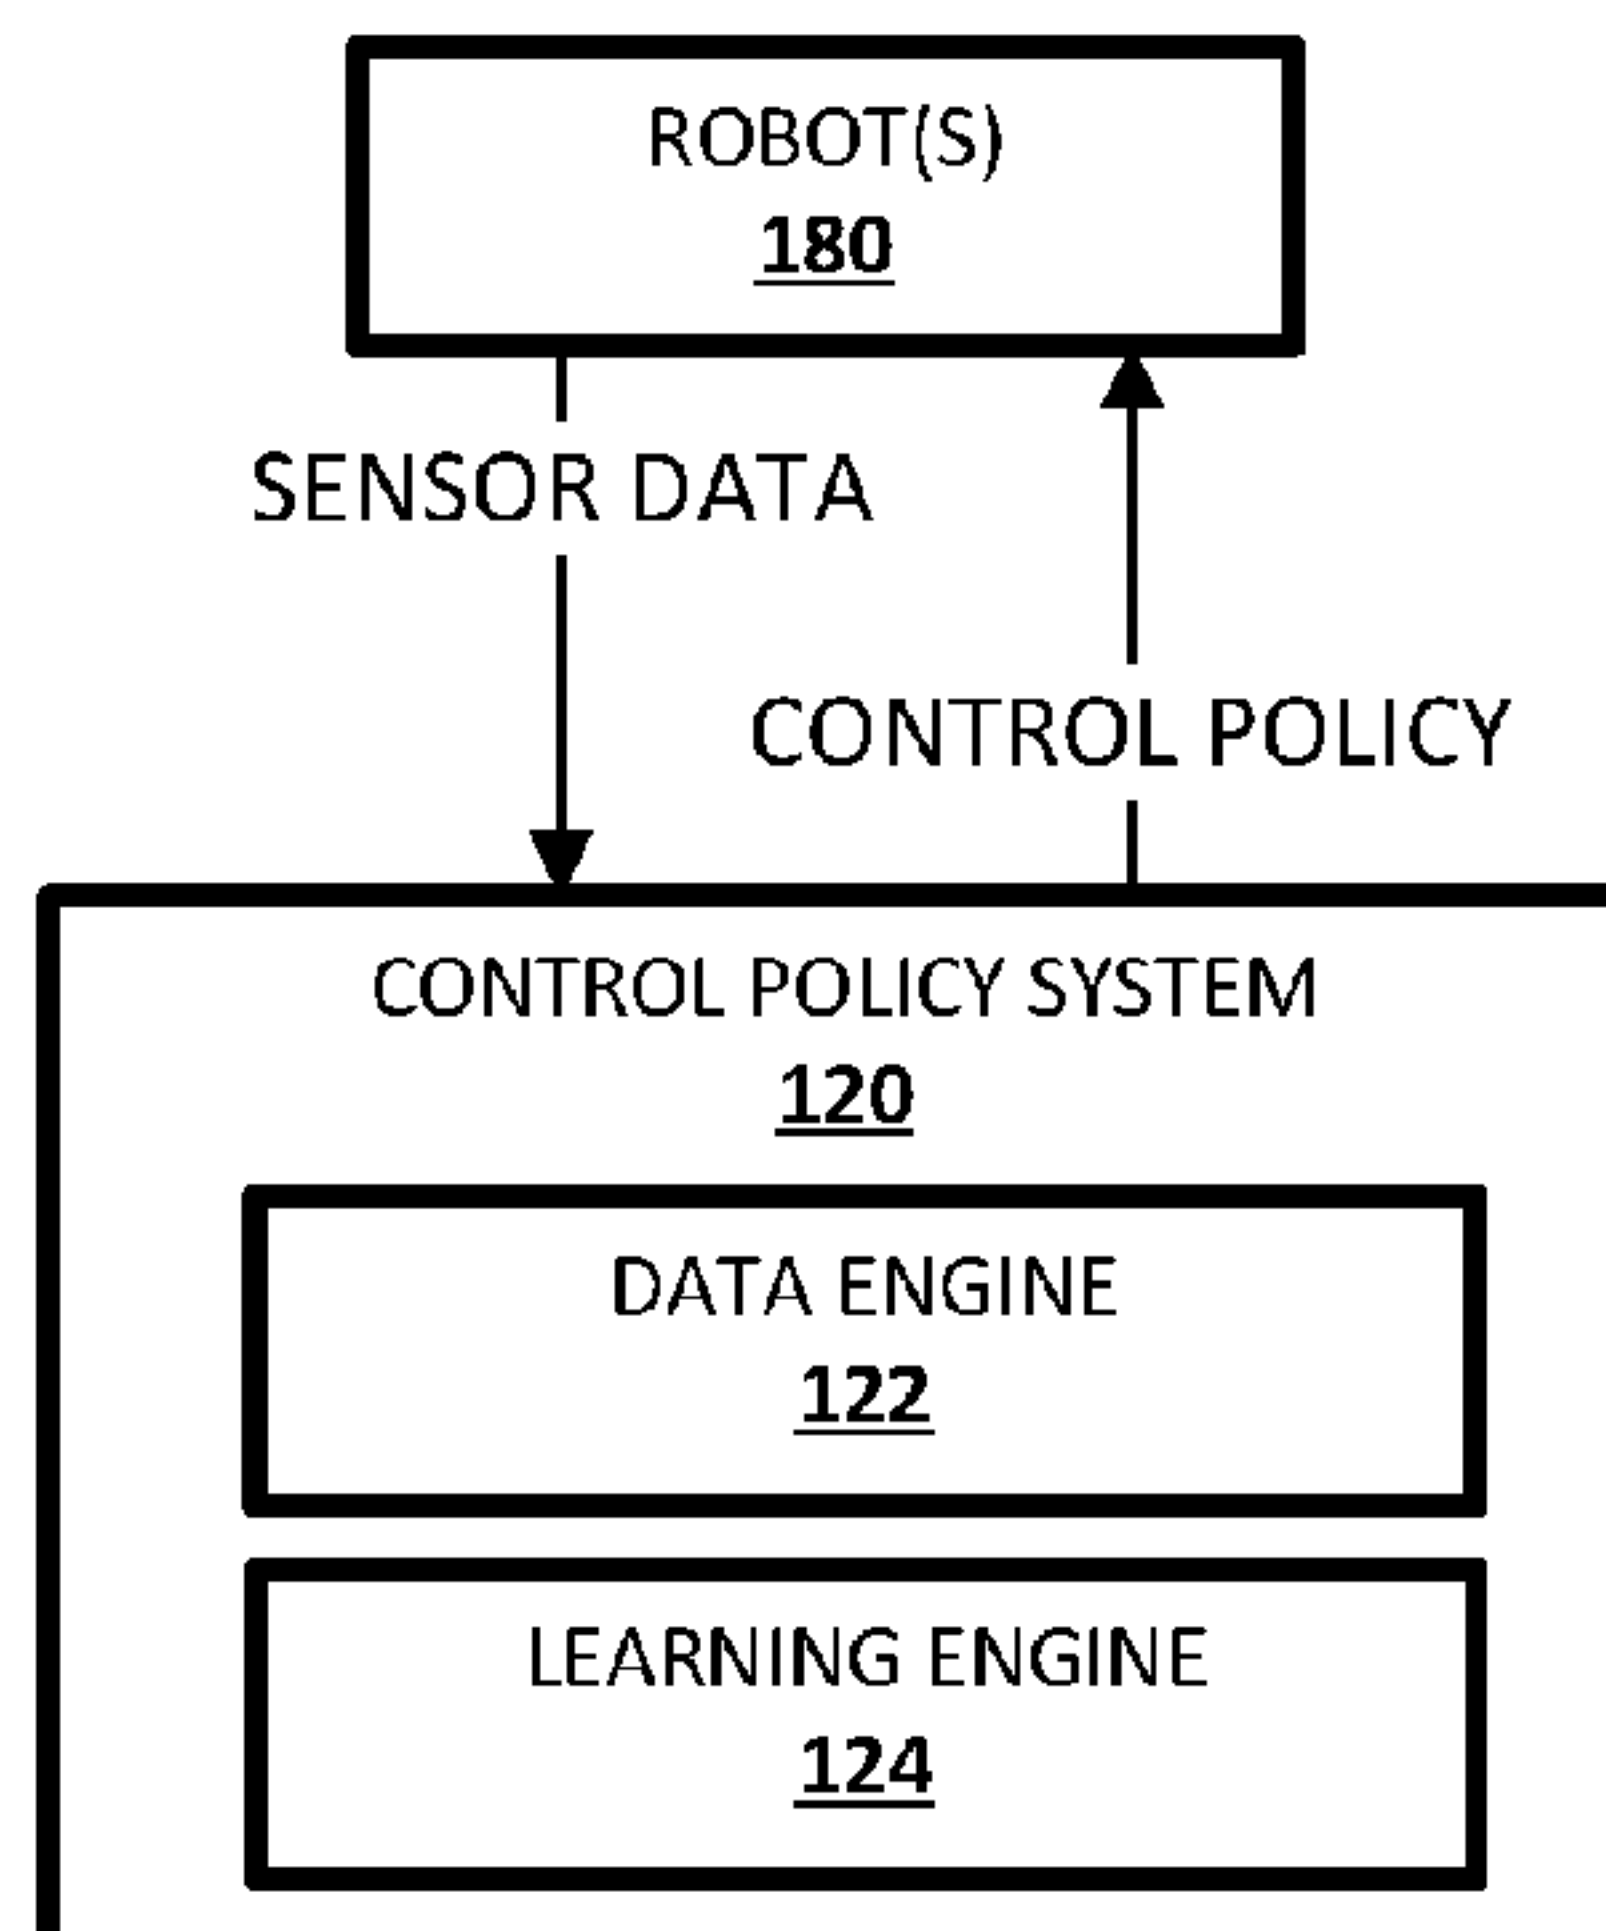 ROBOT(S)
180
SENSOR DATA
CONTROL POLICY
CONTROL POLICY SYSTEM
120
DATA ENGINE
122
LEARNING ENGINE
124